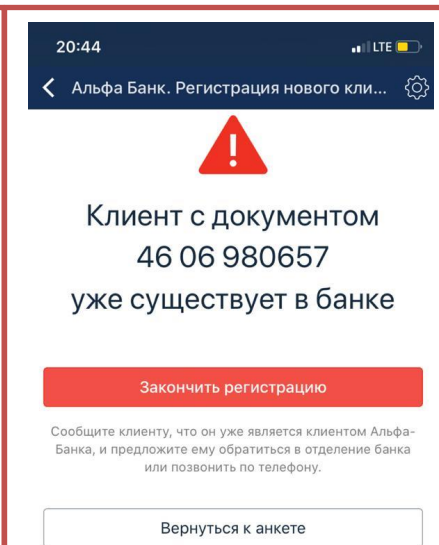 20:44
LTE
Альфа Банк. Регистрация нового кли...
Клиент с документом
46 06 980657
уже существует в банке
Закончить регистрацию
Сообщите клиенту, что он уже является клиентом Альфа-
Банка, и предложите ему обратиться в отделение банка
или позвонить по телефону.
Вернуться к анкете